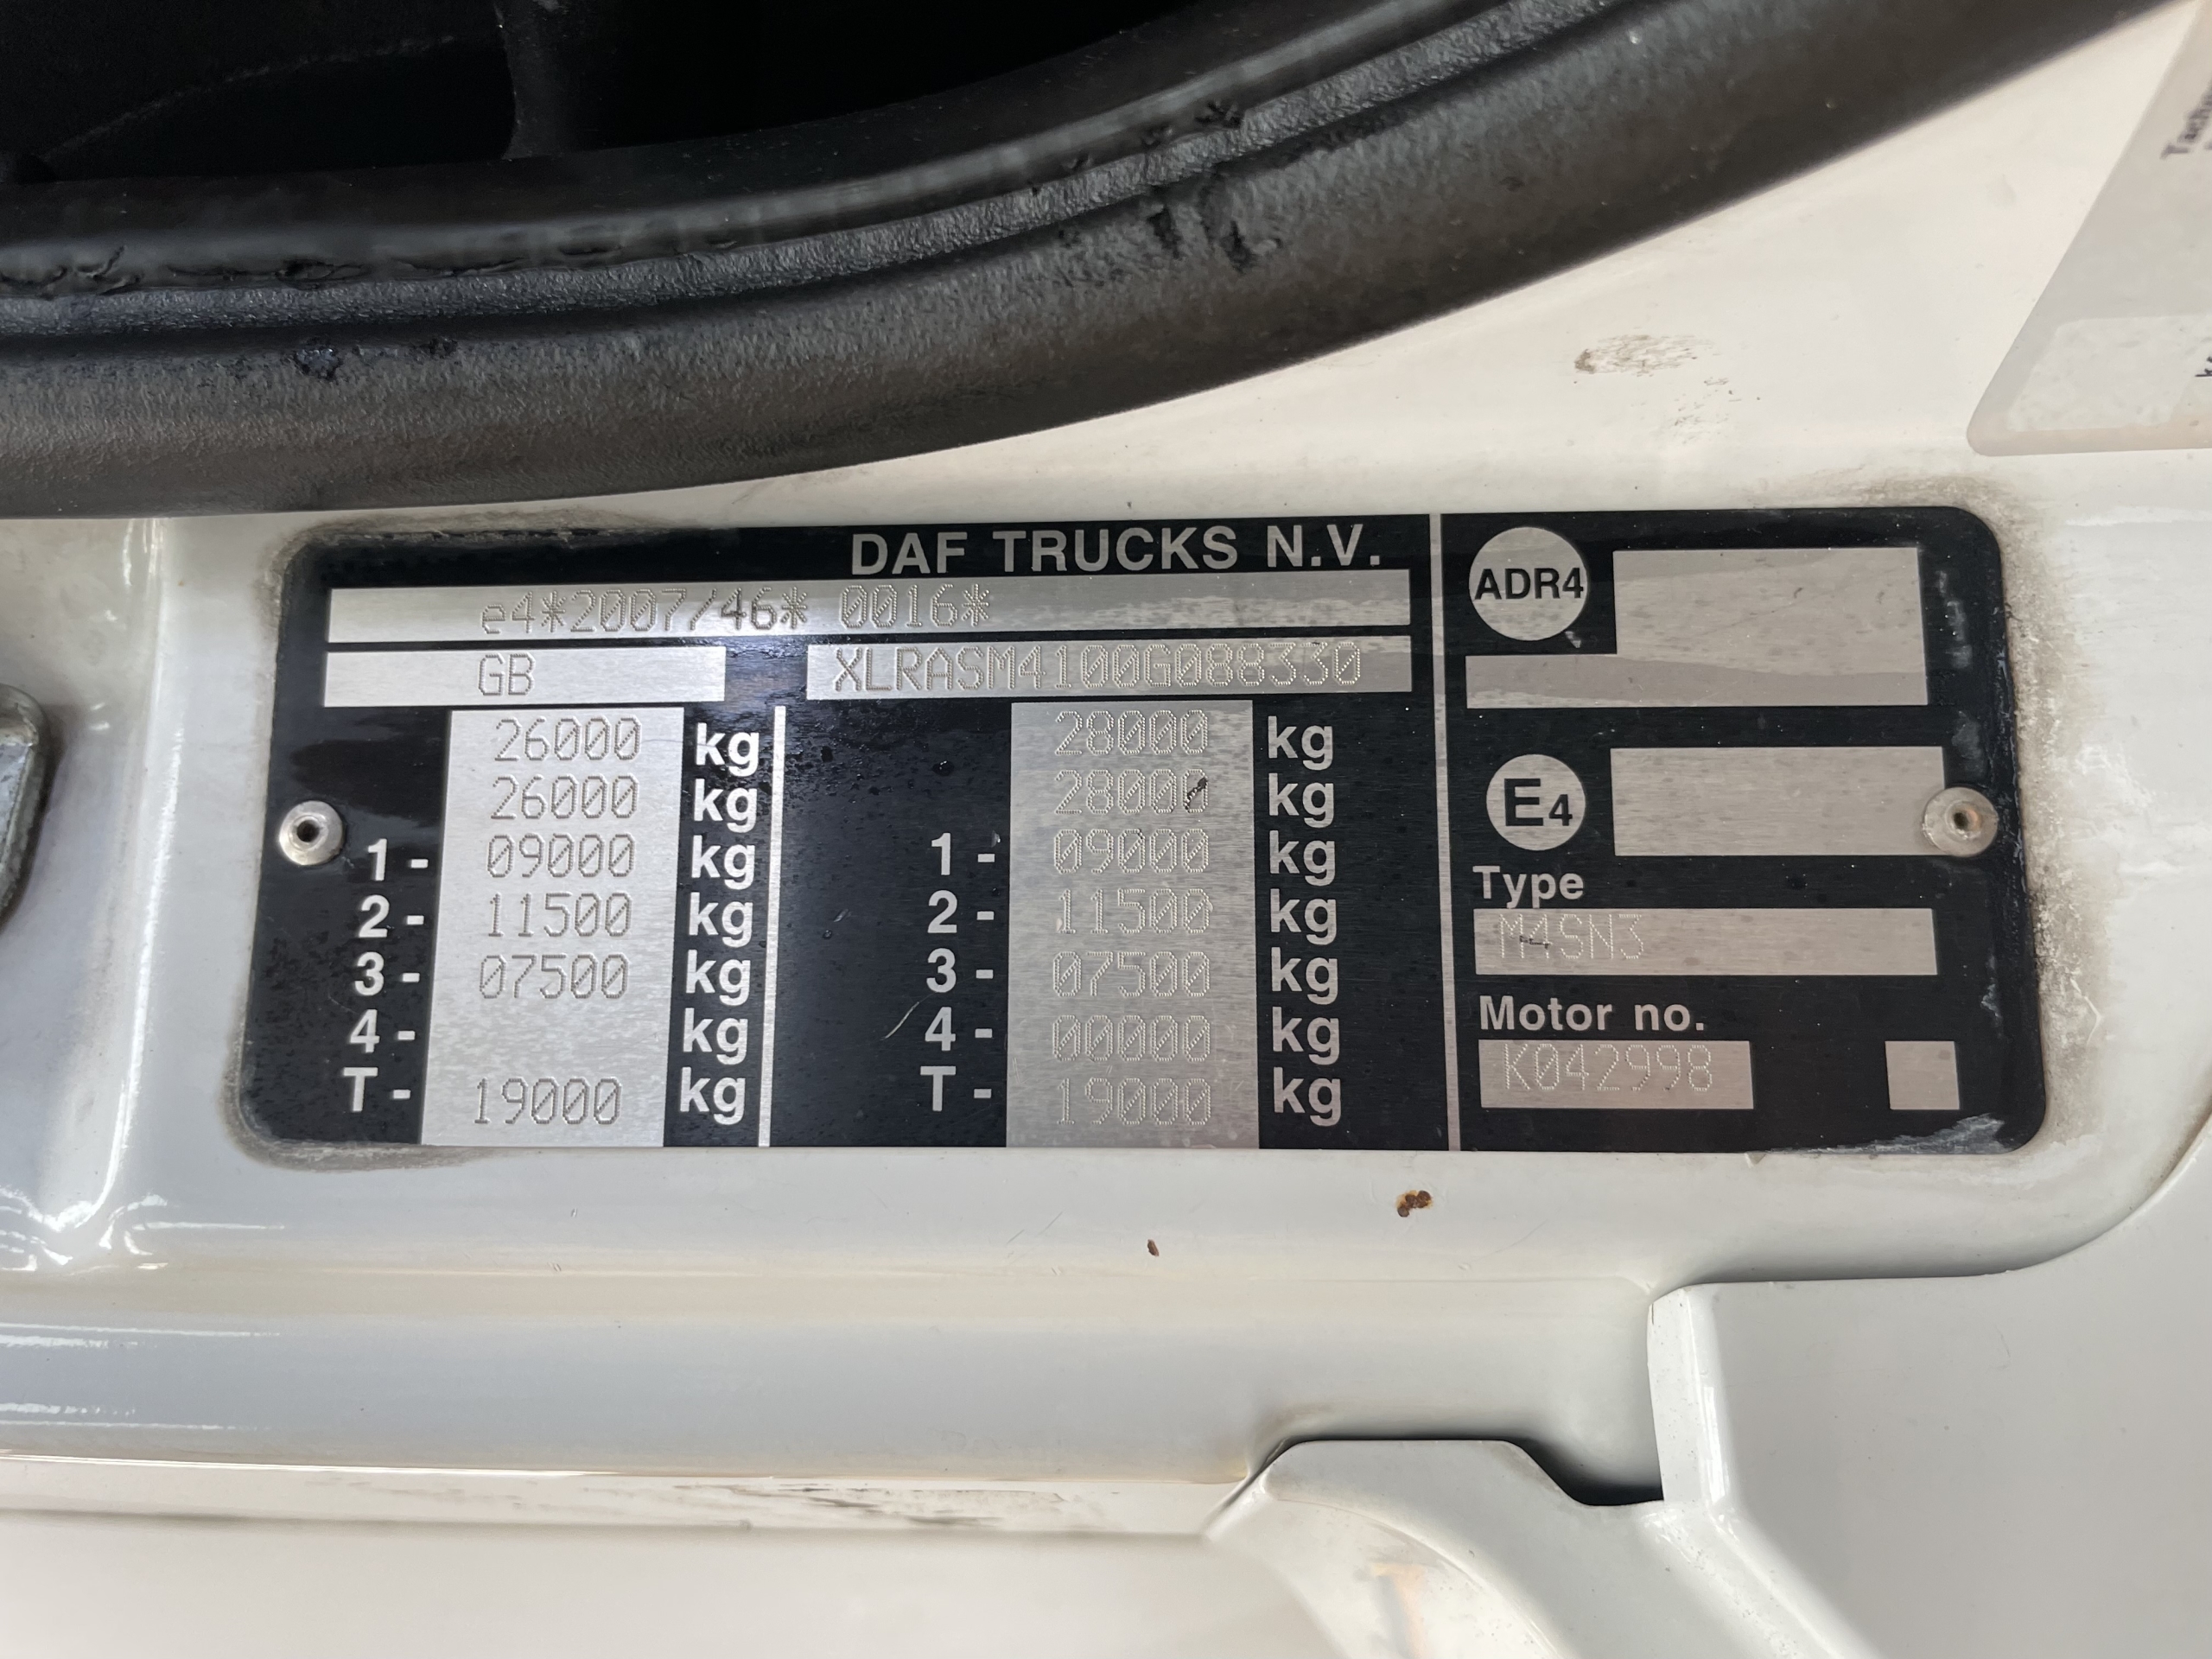 DAF TRUCKS N.V.
e4*2007/46* 0016*
GB XLRASM4100G088330
26000 kg 28000 kg
26000 kg 28000 kg
1- 09000 kg 1- 09000 kg
2- 11500 kg 2- 11500 kg
3- 07500 kg 3- 07500 kg
4- kg 4- 00000 kg
T- 19000 kg T- 19000 kg
ADR4
E4
Type
M4SN3
Motor no.
K042998